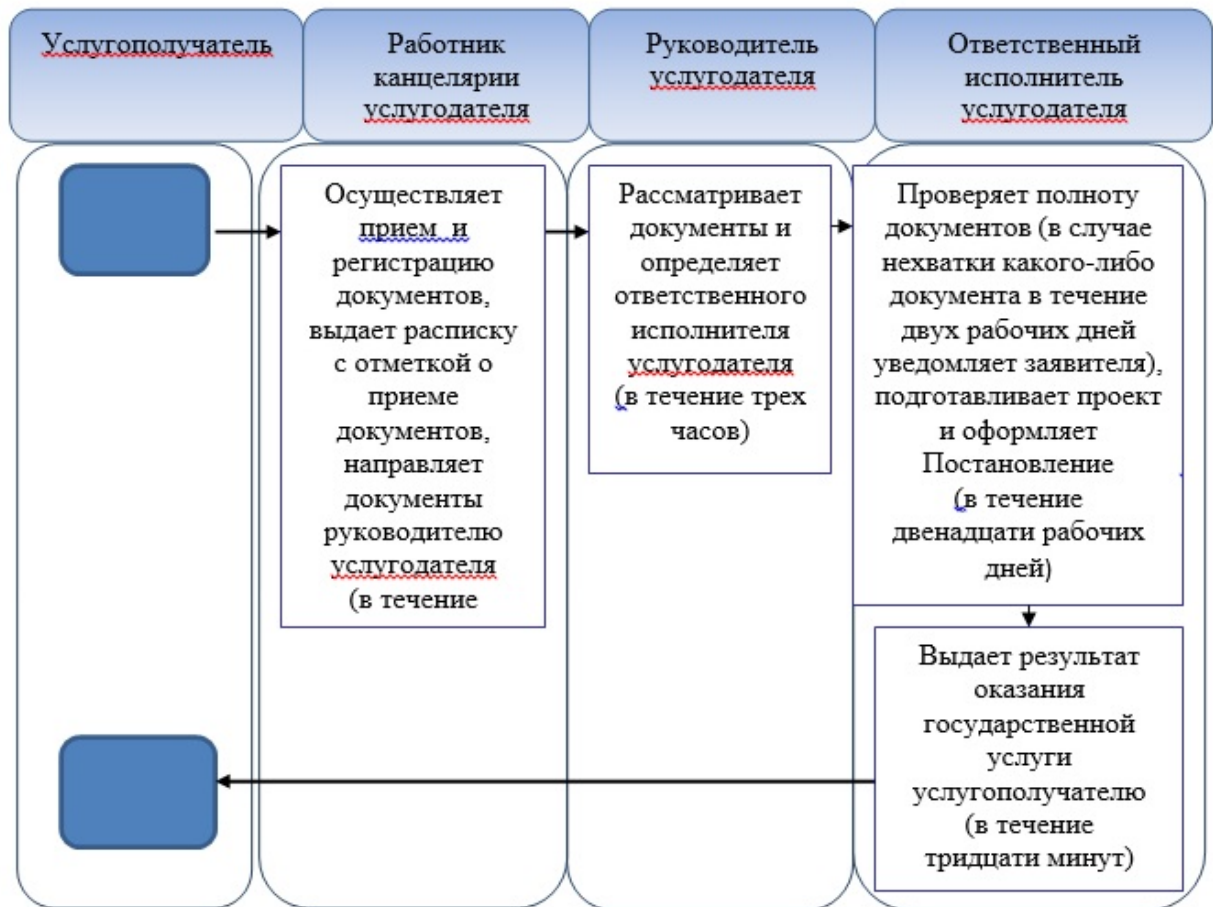 Услугополучатель
Работник
канцелярии
услугодателя
Руководитель
услугодателя
Ответственный
исполнитель
услугодателя
Осуществляет
прием и
регистрацию
документов,
выдает расписку
с отметкой о
приеме
документов,
направляет
документы
руководителю
услугодателя
(в течение
Рассматривает
документы и
определяет
ответственного
исполнителя
услугодателя
(в течение трех
часов)
Проверяет полноту
документов (в случае
нехватки какого-либо
документа в течение
двух рабочих дней
уведомляет заявителя),
подготавливает проект
и оформляет
Постановление
(в течение
двенадцати рабочих
дней)
Выдает результат
оказания
государственной
услуги
услугополучателю
(в течение
тридцати минут)